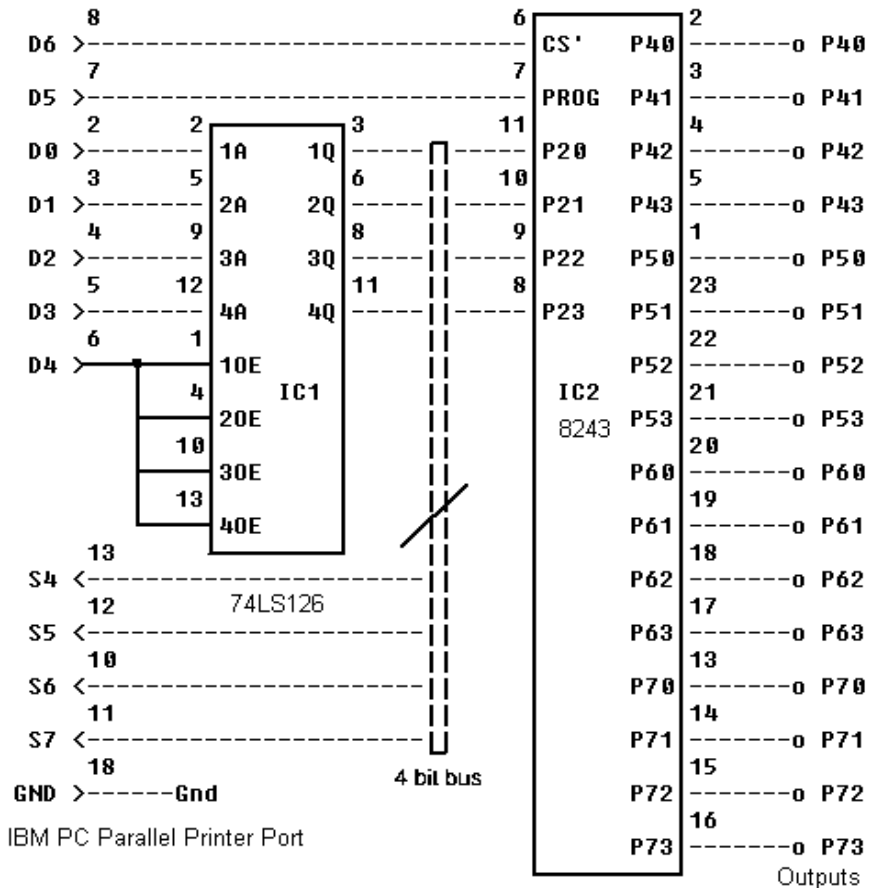 8 6 2
D6 CS' P40 o P40
7 7 3
D5 PROG P41 o P41
2 2 3 11 4
D0 1A 1Q P20 P42 o P42
3 5 6 10 5
D1 2A 2Q P21 P43 o P43
4 9 8 9 1
D2 3A 3Q P22 P50 o P50
5 12 11 8 23
D3 4A 4Q P23 P51 o P51
6 1 22
D4 1OE P52 o P52
4 IC1 IC2 21
2OE 8243 P53 o P53
10 20
3OE P60 o P60
13 19
4OE P61 o P61
13 18
S4 P62 o P62
12 74LS126 17
S5 P63 o P63
10 13
S6 P70 o P70
11 14
S7 P71 o P71
18 4 bit bus 15
GND Gnd P72 o P72
16
IBM PC Parallel Printer Port P73 o P73
Outputs